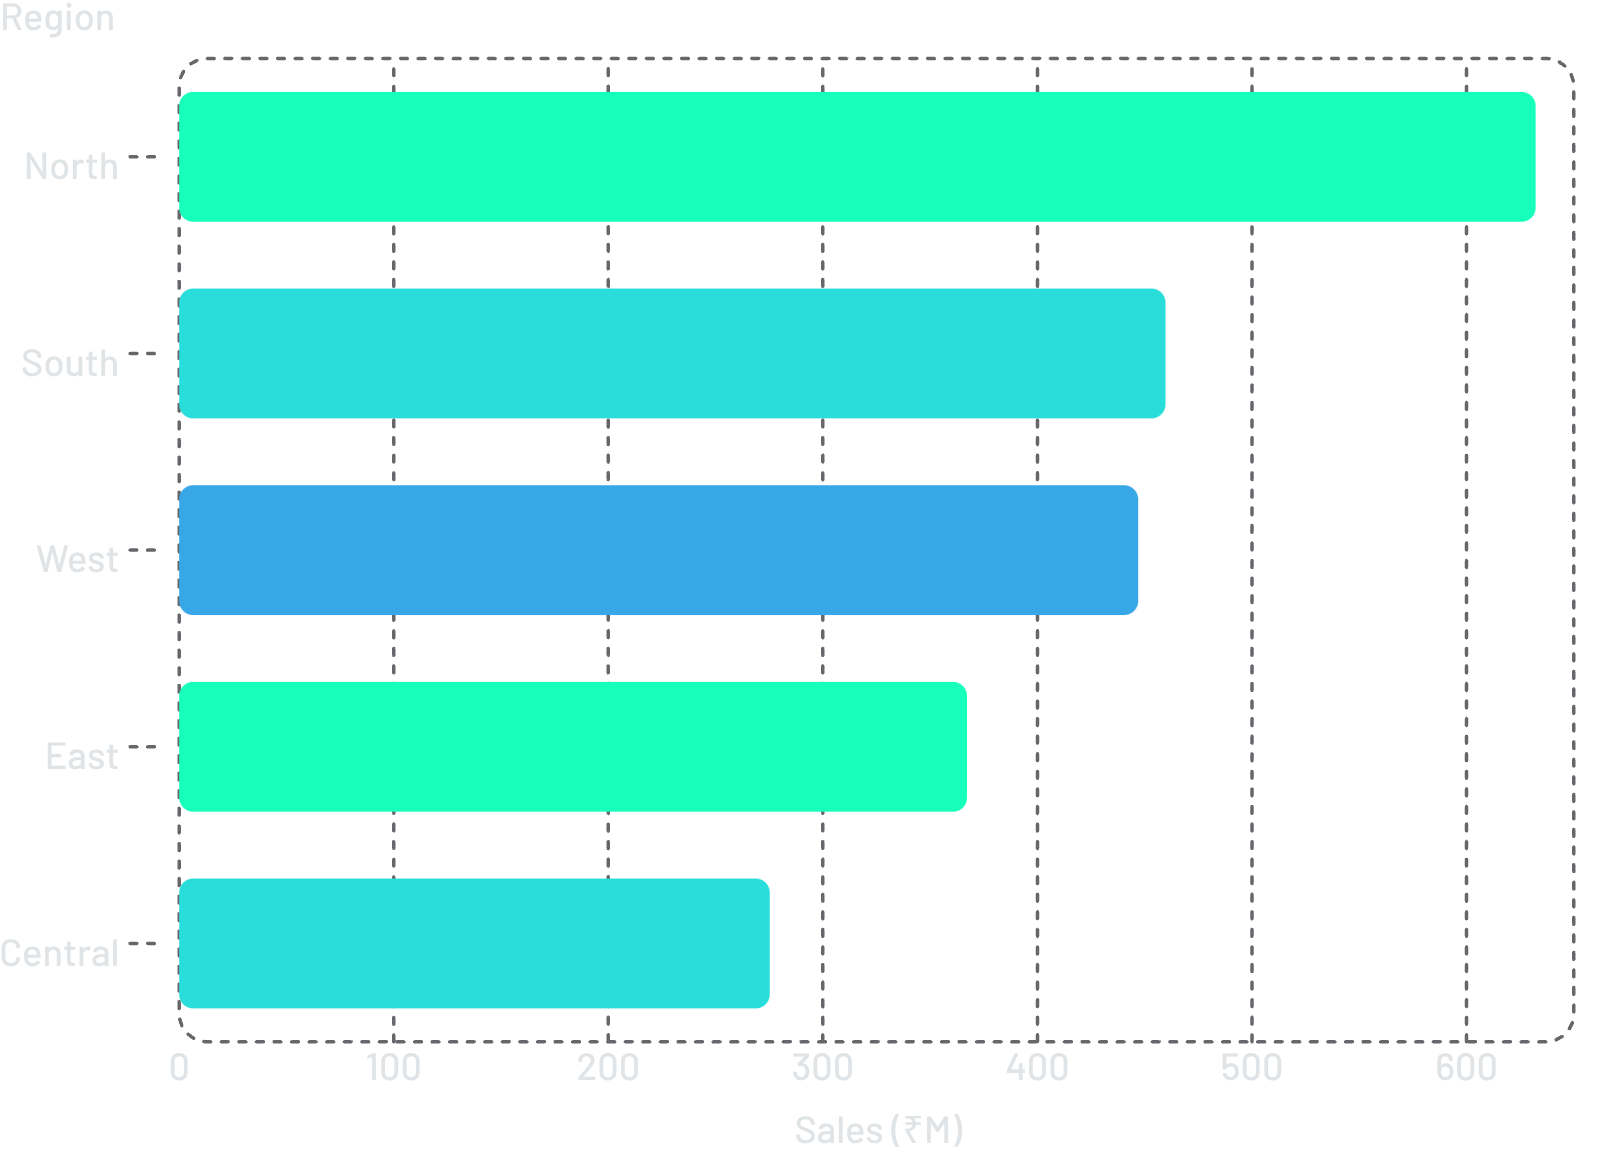 Region
North
South
West
East
Central
0 100 200 300 400 500 600
Sales (₹M)